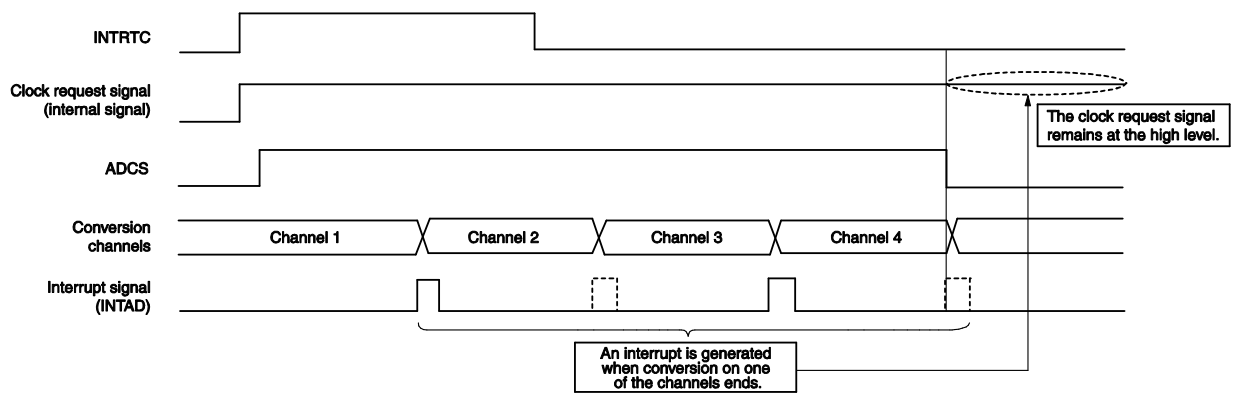 INTRTC
Clock request signal
(internal signal)
The clock request signal
remains at the high level.
ADCS
Conversion
channels
Channel 1
Channel 2
Channel 3
Channel 4
Interrupt signal
(INTAD)
An interrupt is generated
when conversion on one
of the channels ends.